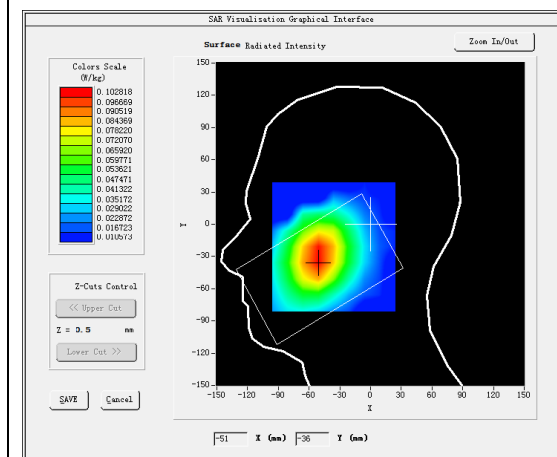 SAR Visualisation Graphical Interface
Surface Radiated Intensity
Zoom In/Out
Colors Scale
(W/kg)
0.102818
0.096669
0.090519
0.084369
0.078220
0.072070
0.065920
0.059771
0.053621
0.047471
0.041322
0.035172
0.029022
0.022872
0.016723
0.010573
Z-Cuts Control
<< Upper Cut
Z = 0.5 mm
Lower Cut >>
SAVE Cancel
150
120
90
60
30
0
-30
-60
-90
-120
-150
Y
-150 -120 -90 -60 -30 0 30 60 90 120 150
X
-51 X (mm) -36 Y (mm)